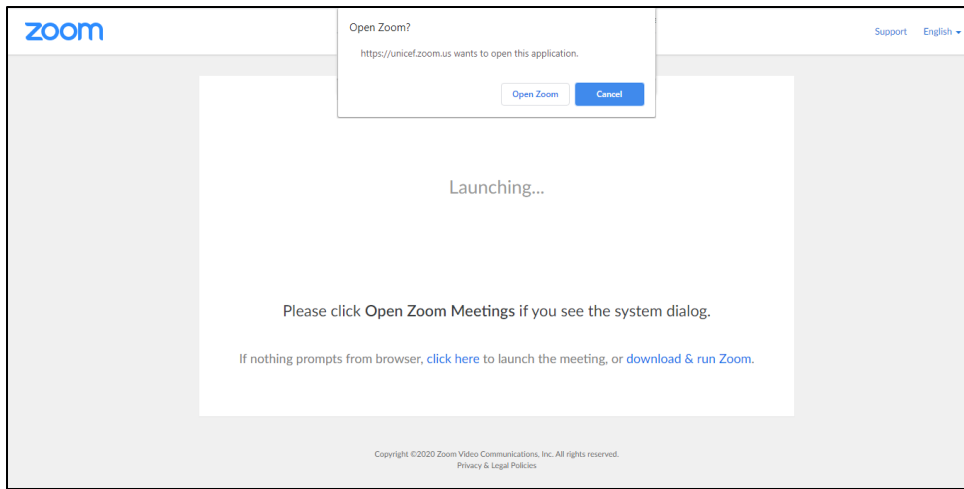 zoom
Support English
Open Zoom?
https://unicef.zoom.us wants to open this application.
Open Zoom Cancel
Launching...
Please click Open Zoom Meetings if you see the system dialog.
If nothing prompts from browser, click here to launch the meeting, or download & run Zoom.
Copyright ©2020 Zoom Video Communications, Inc. All rights reserved.
Privacy & Legal Policies